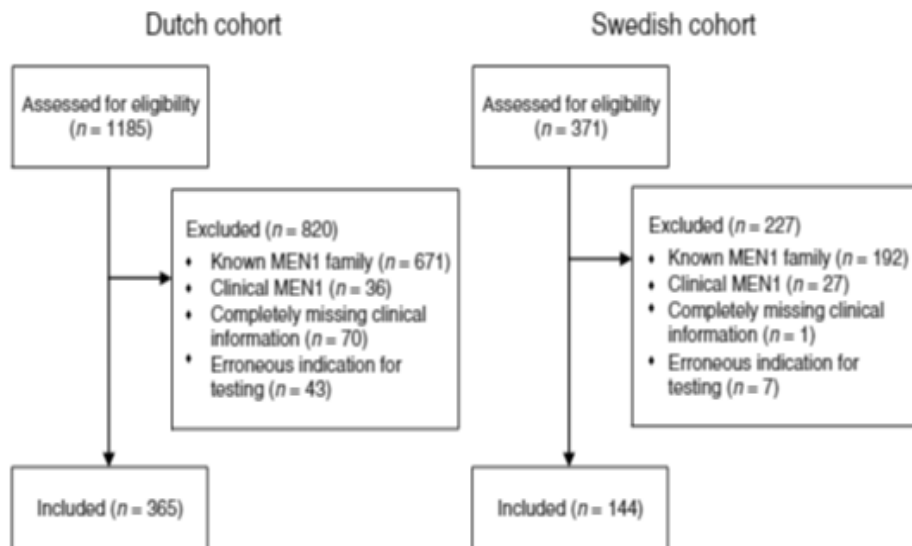 Dutch cohort
Assessed for eligibility
(n = 1185)
Excluded (n = 820)
♦ Known MEN1 family (n = 671)
♦ Clinical MEN1 (n = 36)
♦ Completely missing clinical
information (n = 70)
♦ Erroneous indication for
testing (n = 43)
Included (n = 365)
Swedish cohort
Assessed for eligibility
(n = 371)
Excluded (n = 227)
♦ Known MEN1 family (n = 192)
♦ Clinical MEN1 (n = 27)
♦ Completely missing clinical
information (n = 1)
♦ Erroneous indication for
testing (n = 7)
Included (n = 144)